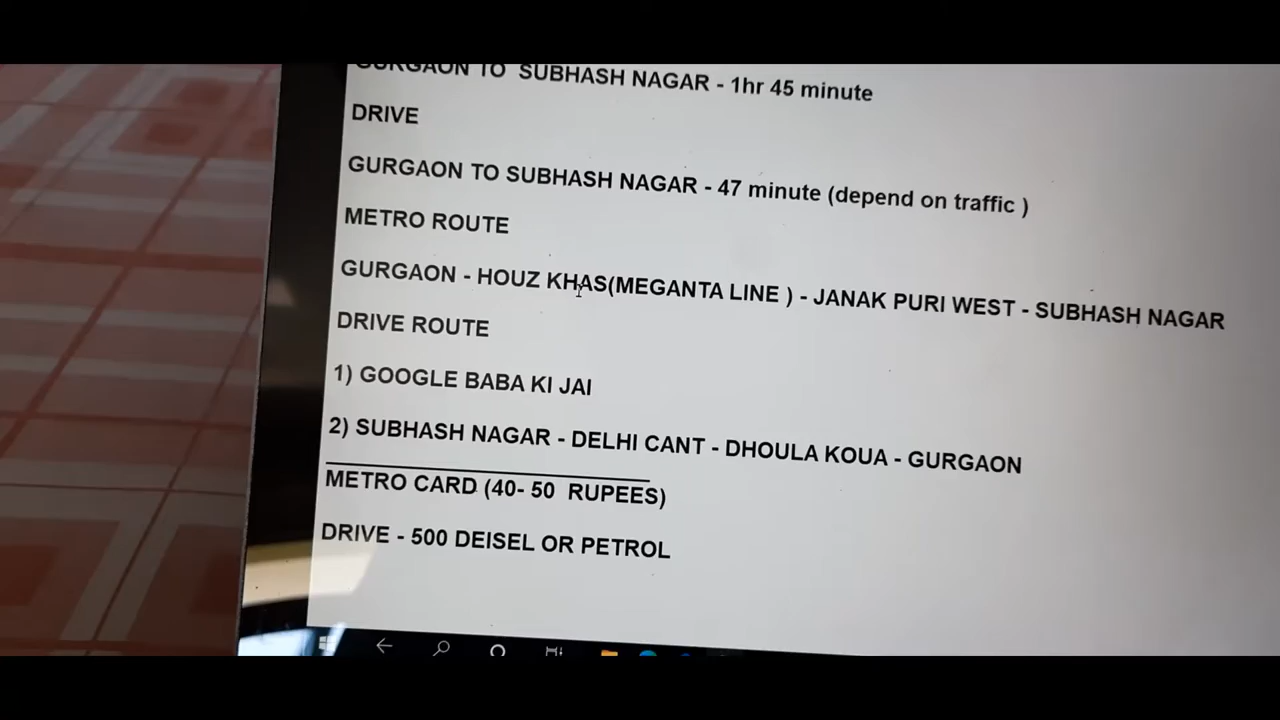 GURGAON TO SUBHASH NAGAR - 1hr 45 minute
DRIVE
GURGAON TO SUBHASH NAGAR - 47 minute (depend on traffic )
METRO ROUTE
GURGAON - HOUZ KHAS(MEGANTA LINE ) - JANAK PURI WEST - SUBHASH NAGAR
DRIVE ROUTE
1) GOOGLE BABA KI JAI
2) SUBHASH NAGAR - DELHI CANT - DHOULA KOUA - GURGAON
METRO CARD (40- 50 RUPEES)
DRIVE - 500 DEISEL OR PETROL